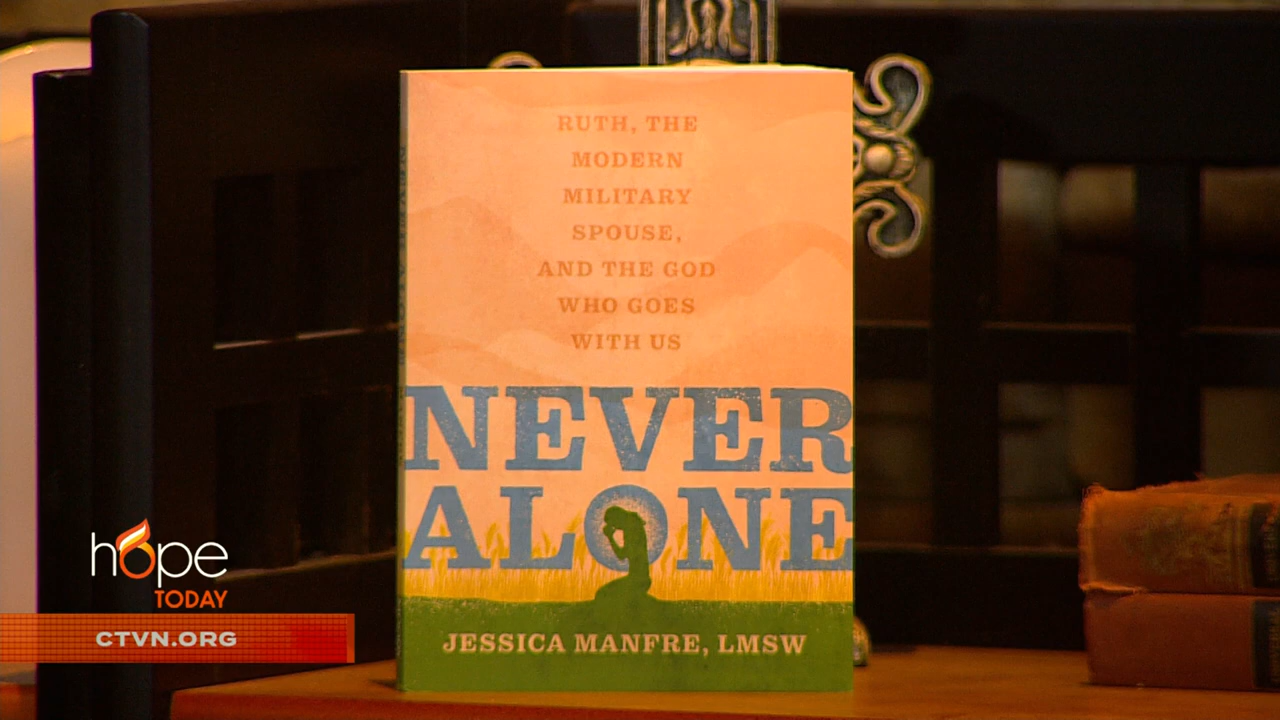 RUTH, THE
MODERN
MILITARY
SPOUSE,
AND THE GOD
WHO GOES
WITH US
NEVER
ALONE
JESSICA MANFRE, LMSW
hope
TODAY
CTVN.ORG